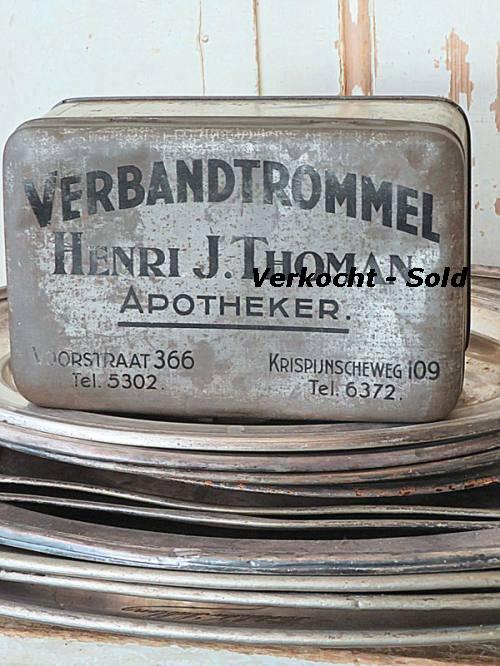 VERBANDTROMMEL
HENRI J. THOMAN
Verkocht - Sold
APOTHEKER.
VOORSTRAAT 366
Tel. 5302
KRISPIJNSCHEWEG 109
Tel. 6372.